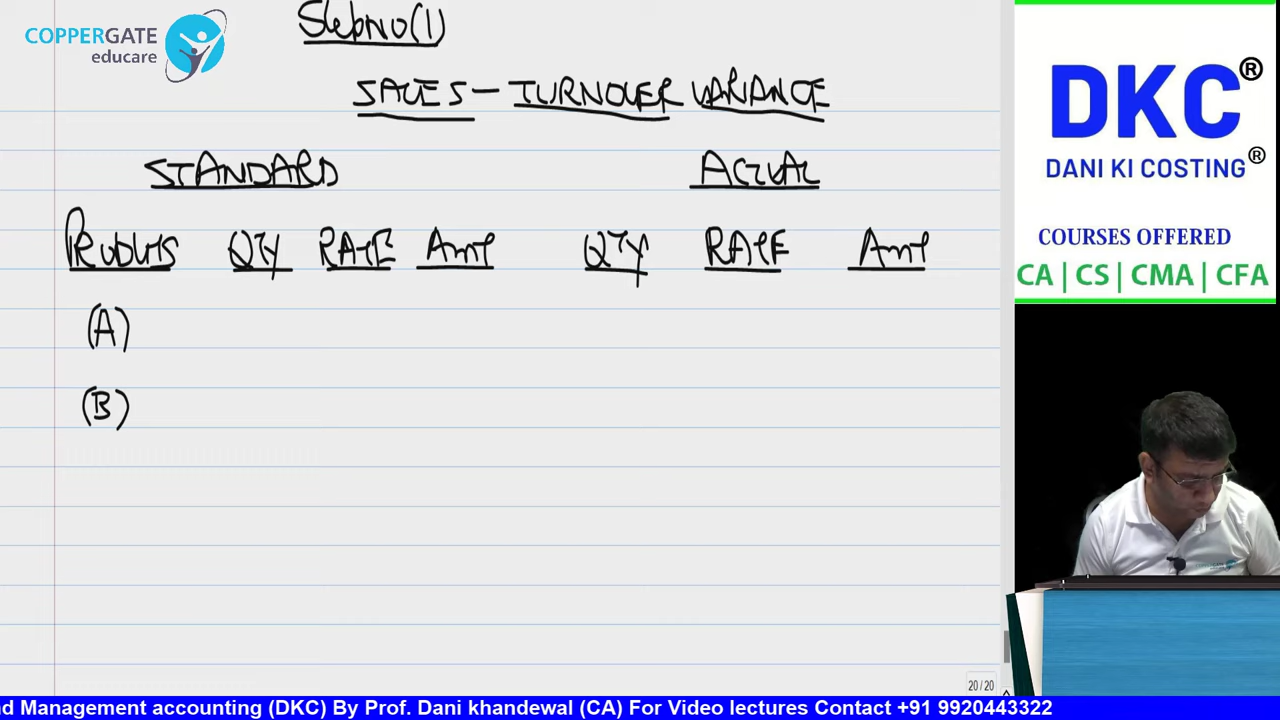 COPPERGATE
educare
Step No (1)
SALES - TURNOVER VARIANCE
STANDARD ACTUAL
Products QTY RATE Amt QTY RATE Amt
(A)
(B)
20 / 20
DKC®
DANI KI COSTING®
COURSES OFFERED
CA | CS | CMA | CFA
nd Management accounting (DKC) By Prof. Dani khandewal (CA) For Video lectures Contact +91 9920443322